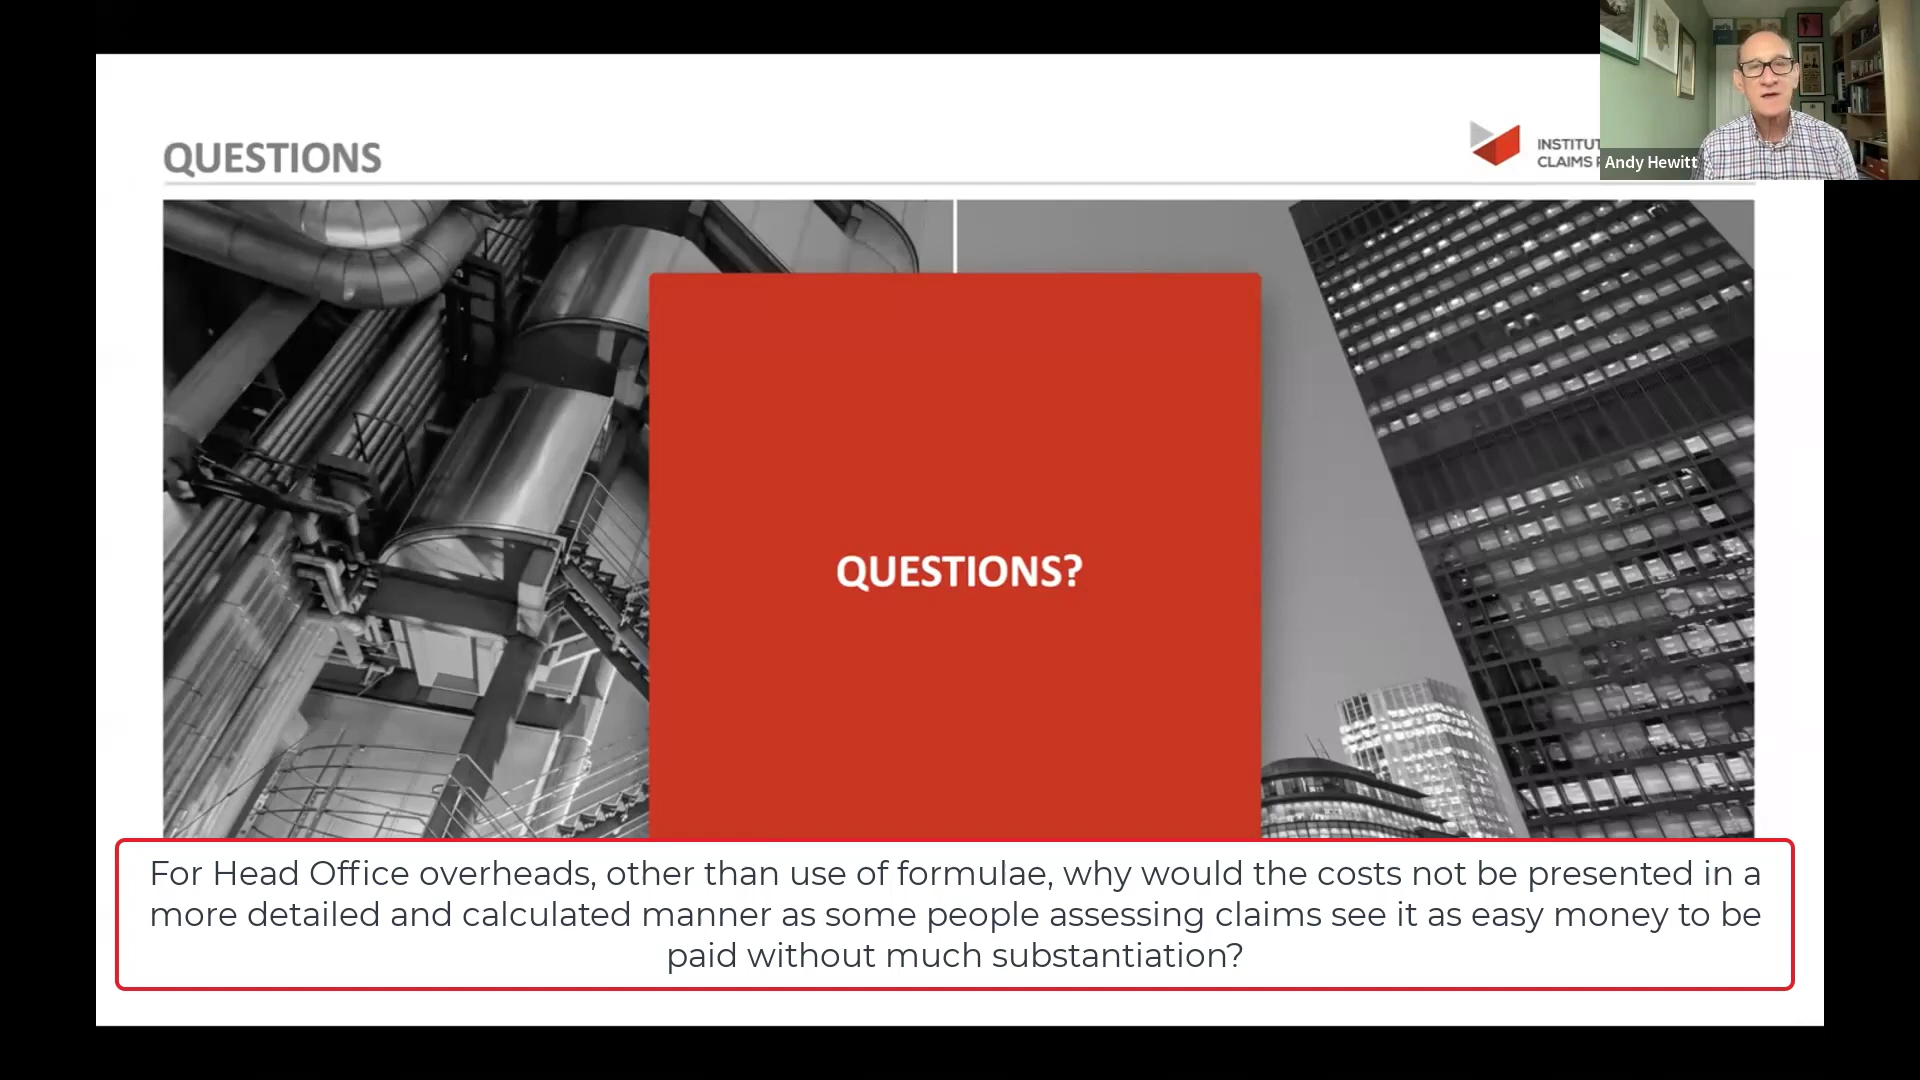 QUESTIONS
INSTITUT
CLAIMS
Andy Hewitt
QUESTIONS?
For Head Office overheads, other than use of formulae, why would the costs not be presented in a
more detailed and calculated manner as some people assessing claims see it as easy money to be
paid without much substantiation?